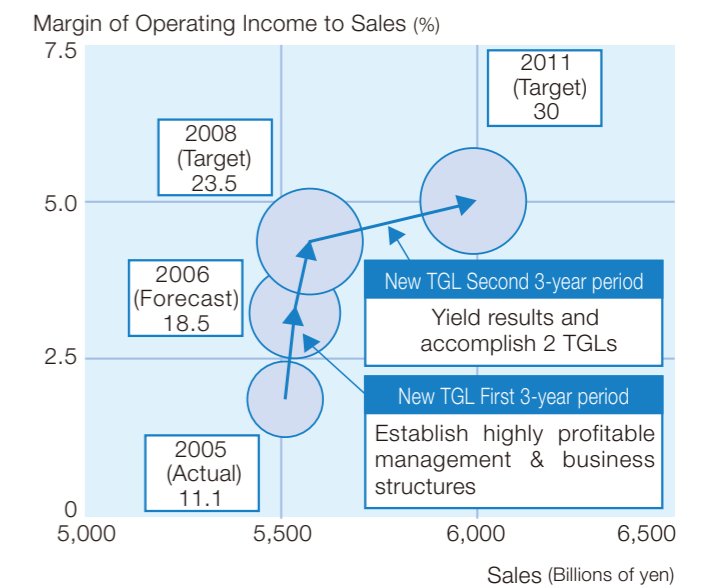 Margin of Operating Income to Sales (%)
7.5
2011
(Target)
30
2008
(Target)
23.5
5.0
2006
(Forecast)
18.5
New TGL Second 3-year period
Yield results and
accomplish 2 TGLs
2.5
New TGL First 3-year period
Establish highly profitable
management & business
structures
2005
(Actual)
11.1
0
5,000
5,500
6,000
6,500
Sales (Billions of yen)